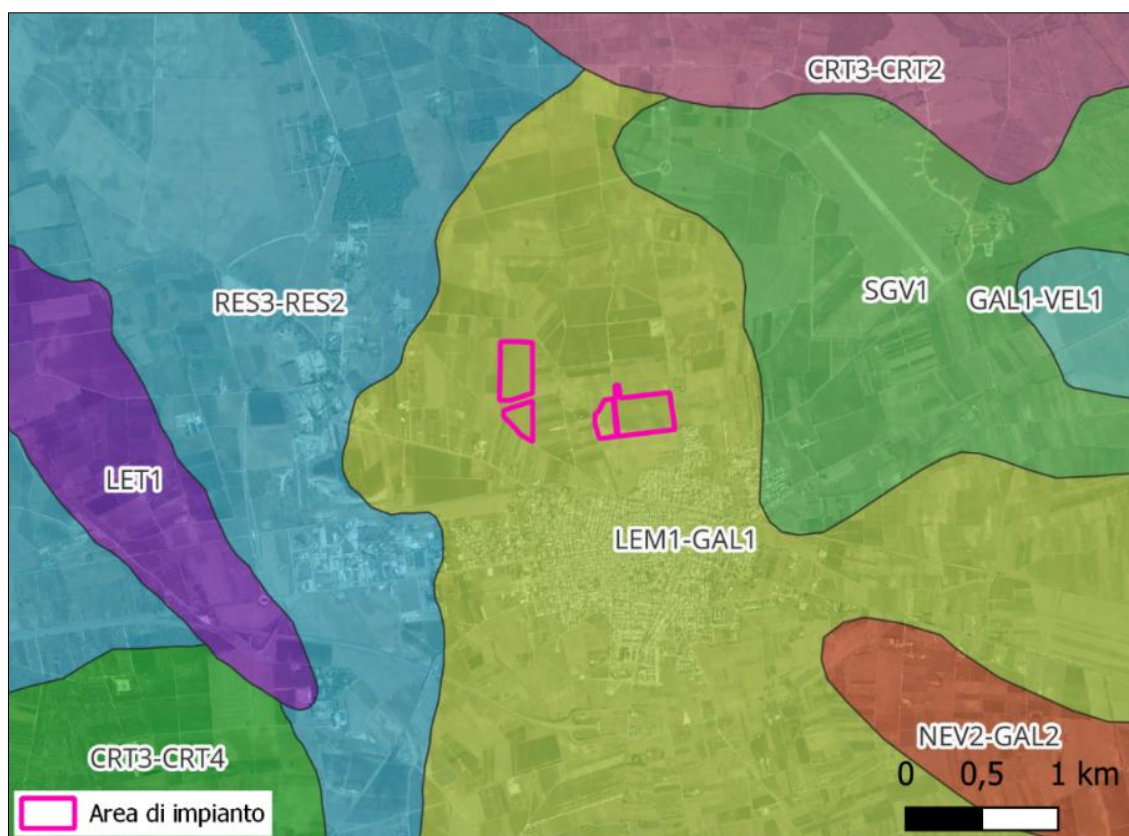 CRT3-CRT2
RES3-RES2
SGV1
GAL1-VEL1
LET1
LEM1-GAL1
NEV2-GAL2
CRT3-CRT4
0 0,5 1 km
Area di impianto